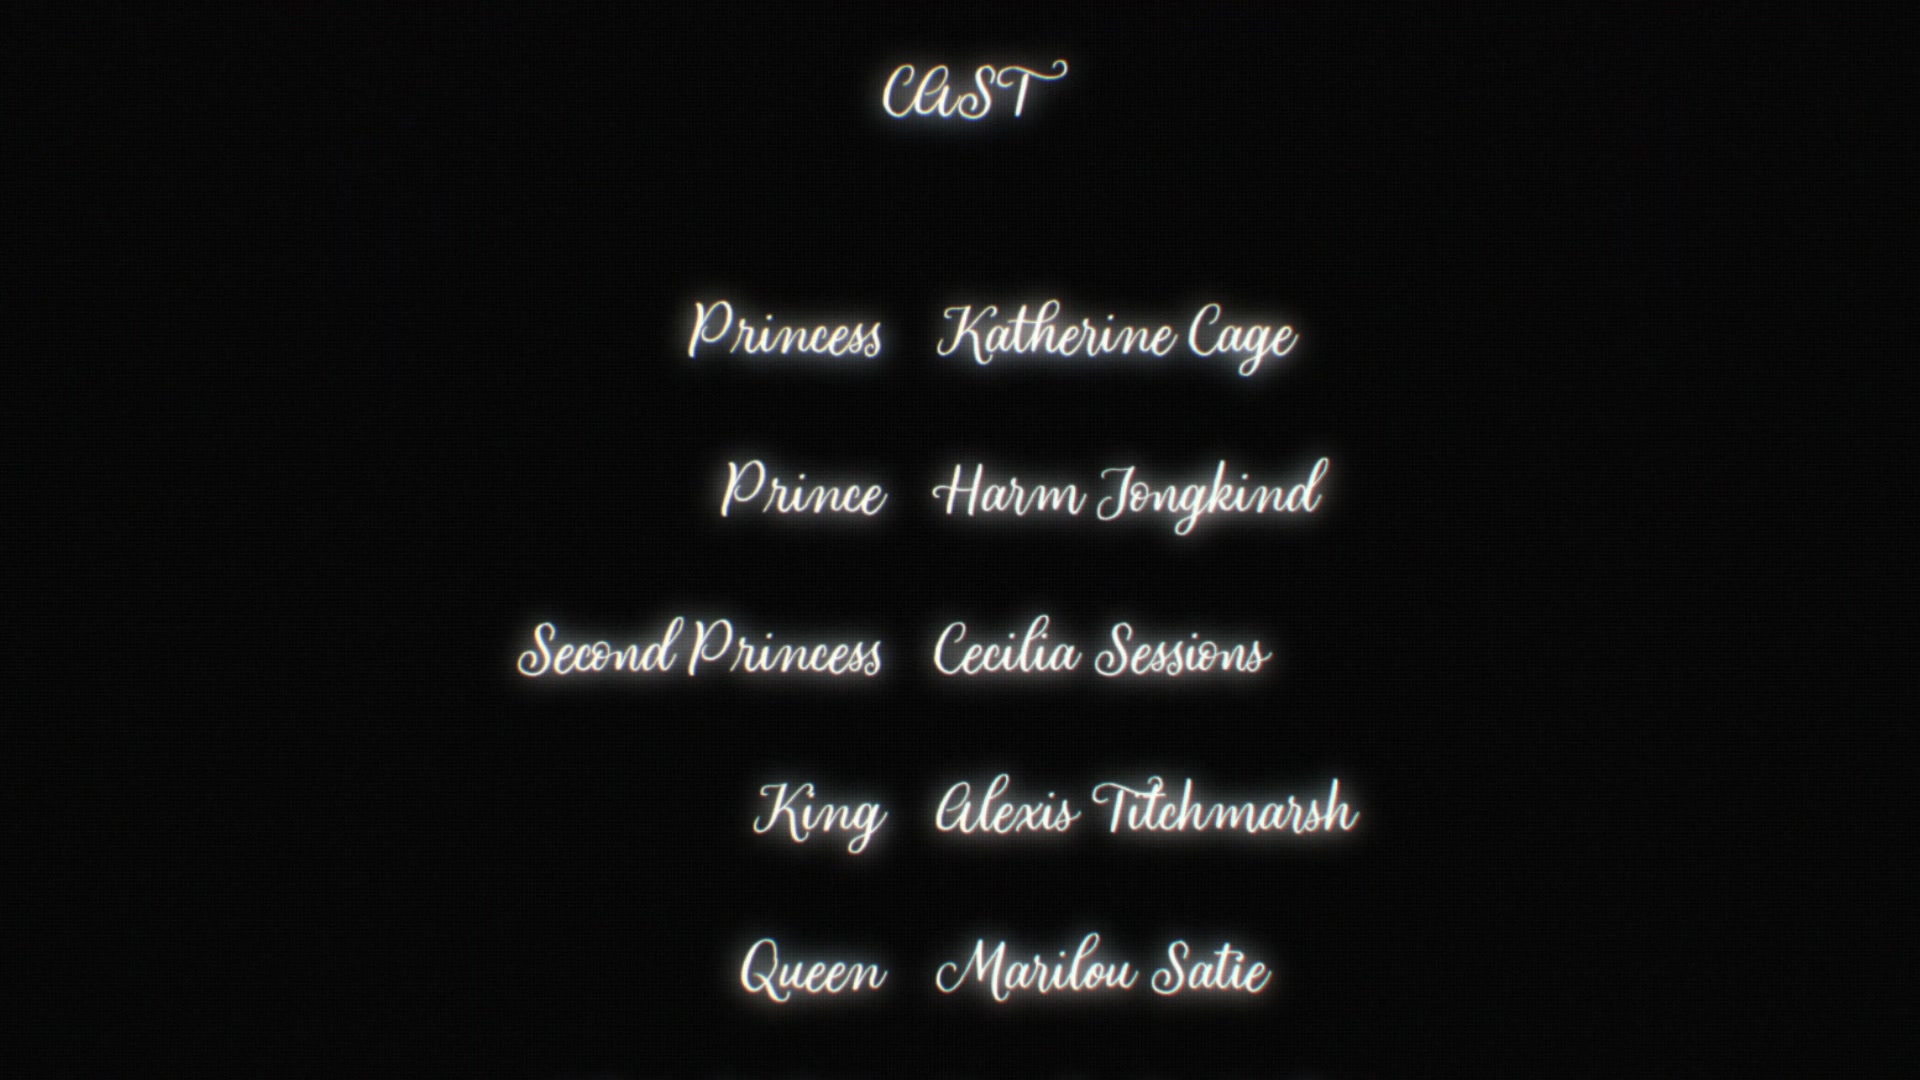 CAST
Princess Katherine Cage
Prince Harm Jongkind
Second Princess Cecilia Sessions
King Alexis Titchmarsh
Queen Marilou Satie